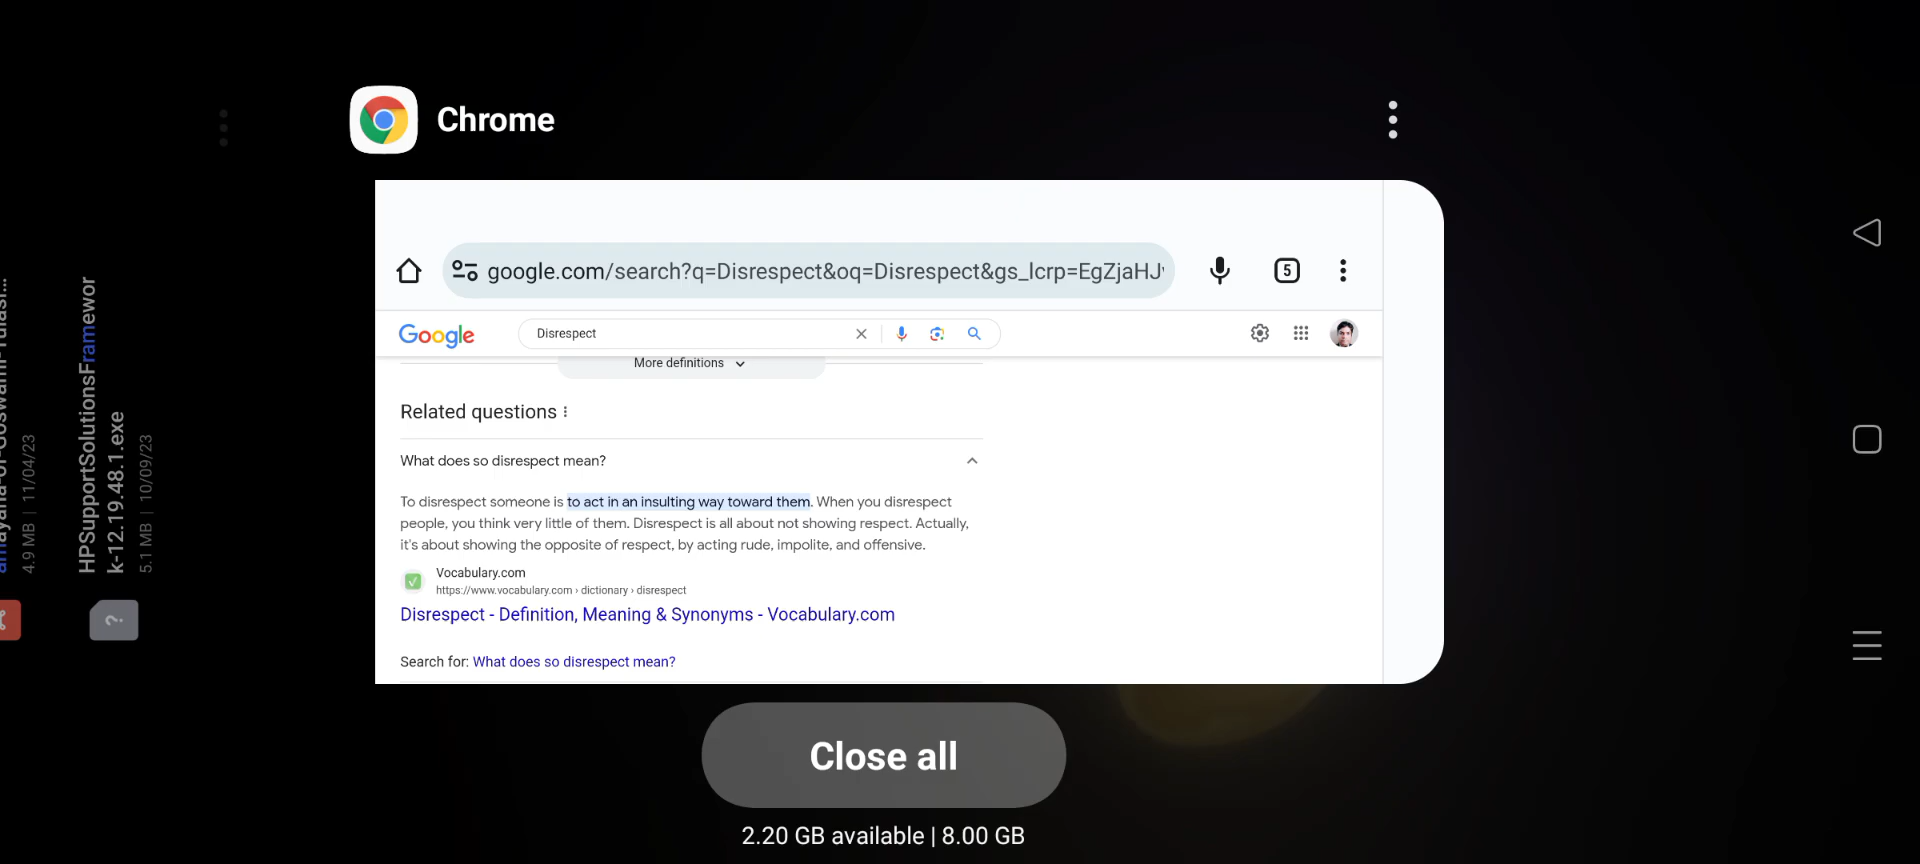 Chrome
google.com/search?q=Disrespect&oq=Disrespect&gs_lcrp=EgZjaHJ
5
Google
Disrespect
More definitions
Related questions
What does so disrespect mean?
To disrespect someone is to act in an insulting way toward them. When you disrespect
people, you think very little of them. Disrespect is all about not showing respect. Actually,
it's about showing the opposite of respect, by acting rude, impolite, and offensive.
Vocabulary.com
https://www.vocabulary.com › dictionary › disrespect
Disrespect - Definition, Meaning & Synonyms - Vocabulary.com
Search for: What does so disrespect mean?
Close all
2.20 GB available | 8.00 GB
4.9 MB | 11/04/23
HPSupportSolutionsFramewor
k-12.19.48.1.exe
5.1 MB | 10/09/23